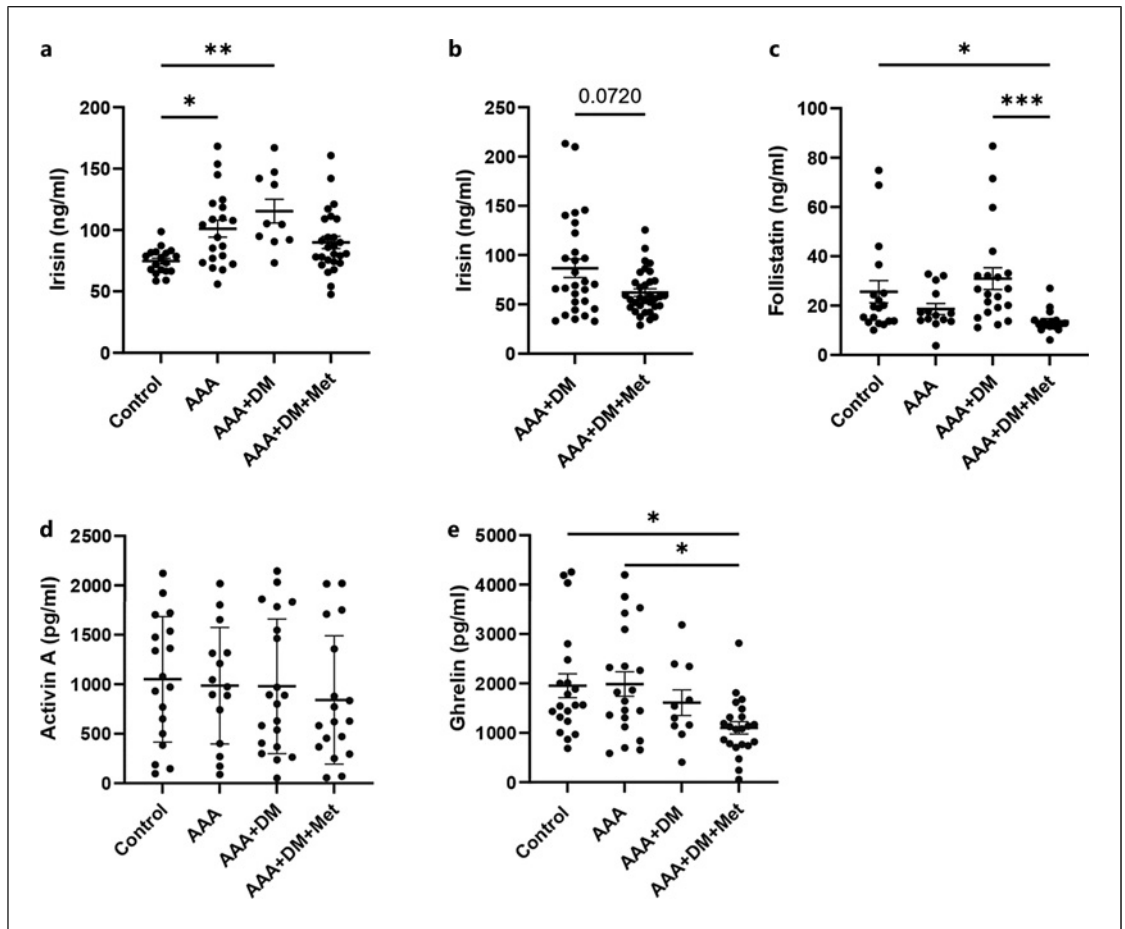 a
**
*
Irisin (ng/ml)
200
150
100
50
0
Control
AAA
AAA+DM
AAA+DM+Met
b
0.0720
Irisin (ng/ml)
250
200
150
100
50
0
AAA+DM
AAA+DM+Met
c
*
***
Follistatin (ng/ml)
100
80
60
40
20
0
Control
AAA
AAA+DM
AAA+DM+Met
d
Activin A (pg/ml)
2500
2000
1500
1000
500
0
Control
AAA
AAA+DM
AAA+DM+Met
e
*
*
Ghrelin (pg/ml)
5000
4000
3000
2000
1000
0
Control
AAA
AAA+DM
AAA+DM+Met